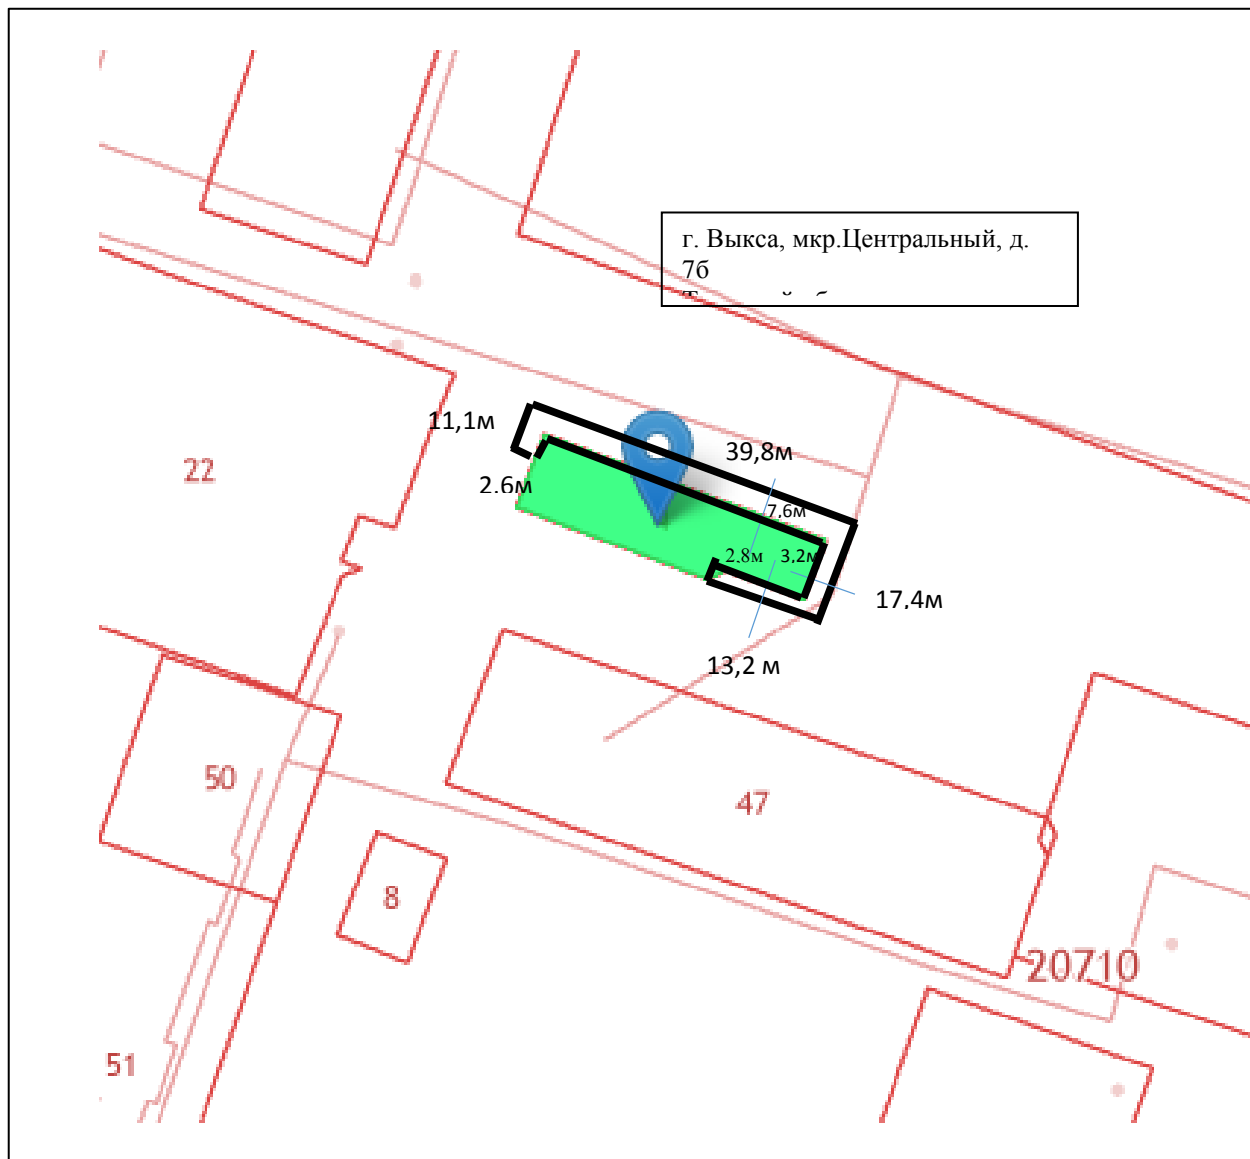 г. Выкса, мкр.Центральный, д.
7б
11,1м
39,8м
22
2.6м
7,6м
2,8м
3,2м
17,4м
13,2 м
50
47
8
20710
51